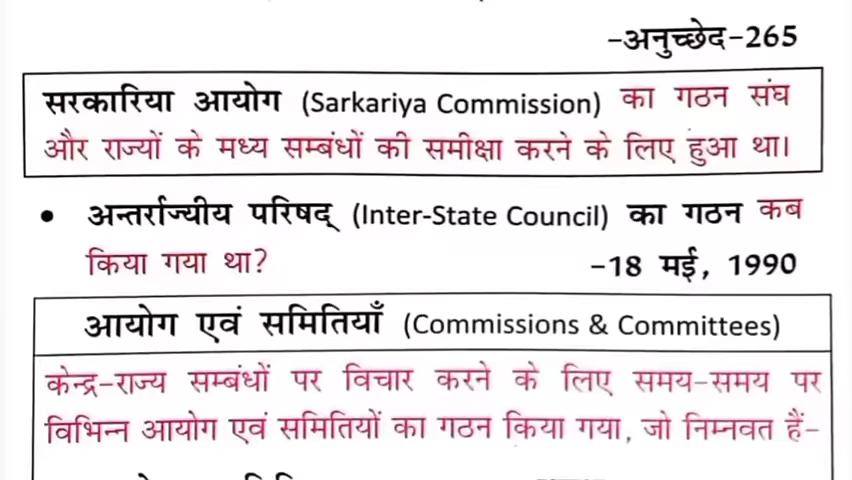 -अनुच्छेद-265
सरकारिया आयोग (Sarkariya Commission) का गठन संघ
और राज्यों के मध्य सम्बंधों की समीक्षा करने के लिए हुआ था।
• अन्तर्राज्यीय परिषद् (Inter-State Council) का गठन कब
किया गया था? -18 मई, 1990
आयोग एवं समितियाँ (Commissions & Committees)
केन्द्र-राज्य सम्बंधों पर विचार करने के लिए समय-समय पर
विभिन्न आयोग एवं समितियों का गठन किया गया, जो निम्नवत हैं-